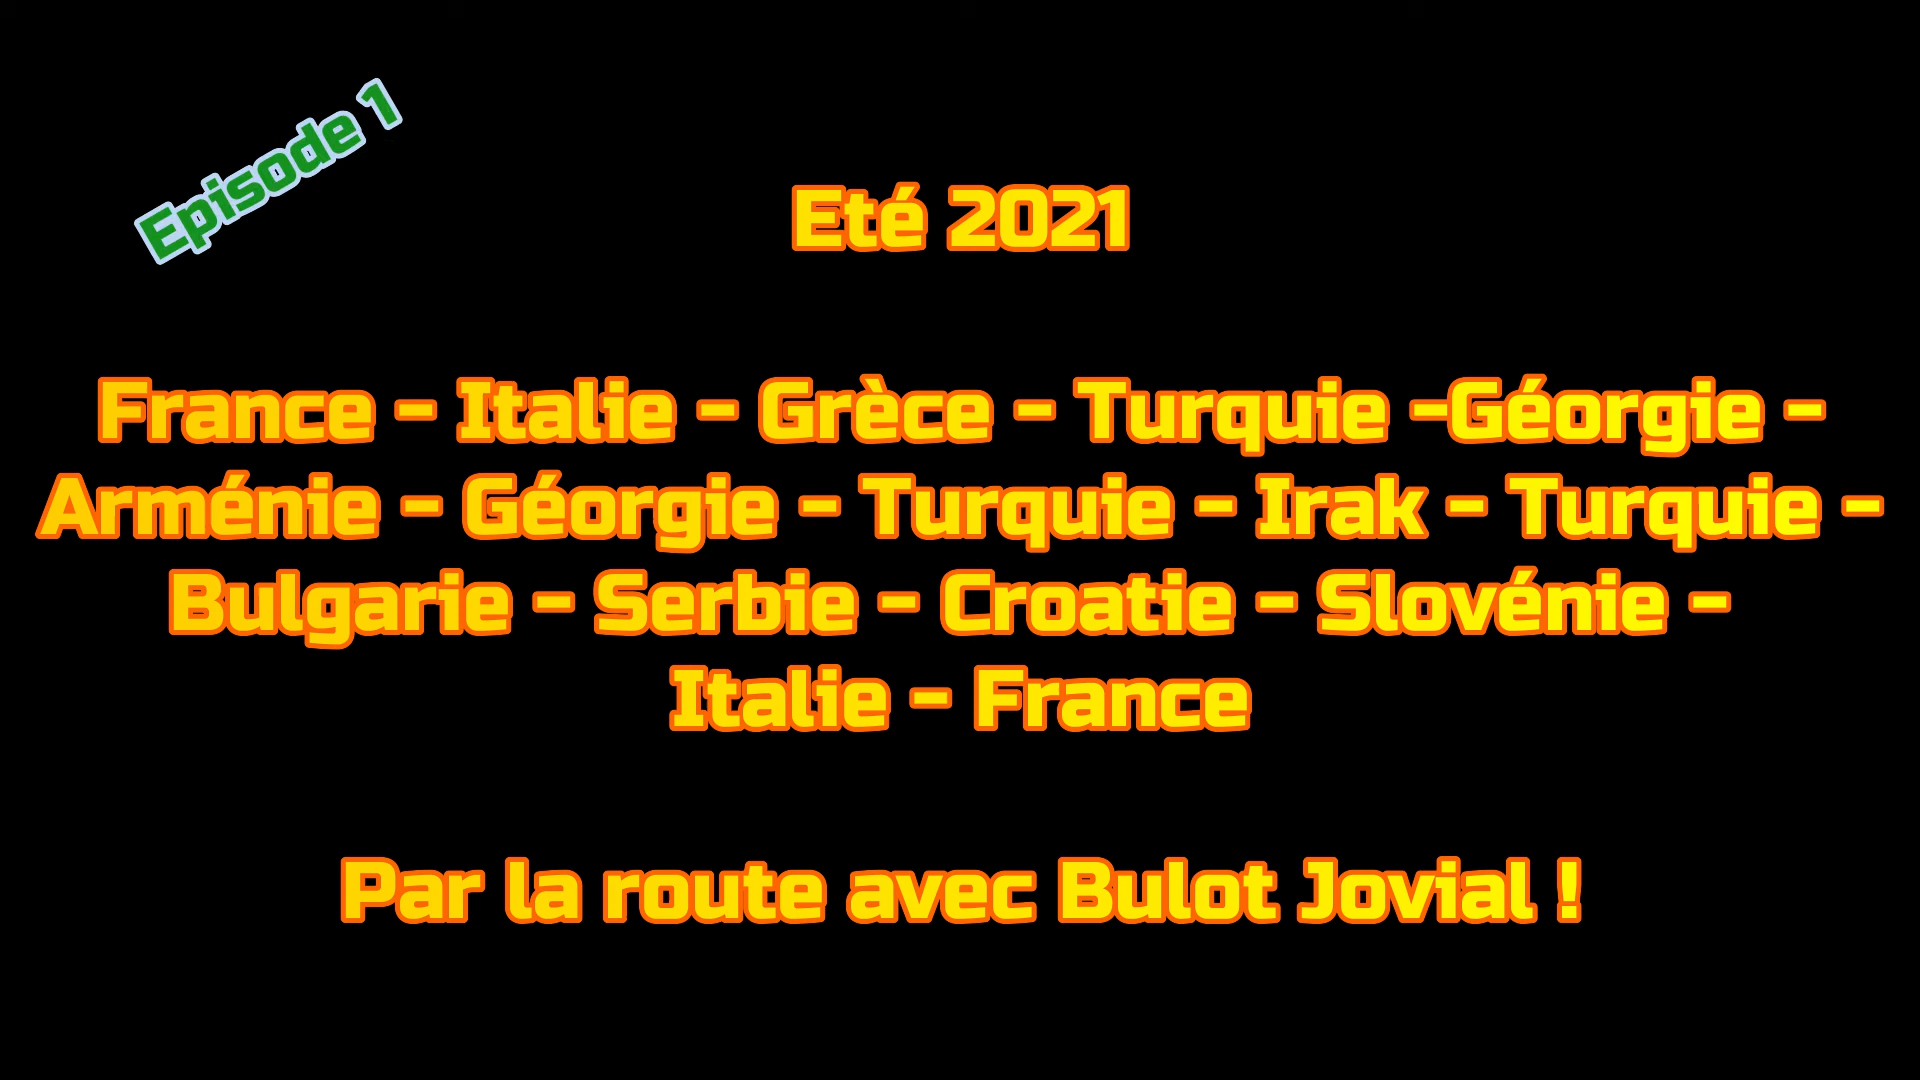 Episode 1
Eté 2021
France - Italie - Grèce - Turquie -Géorgie -
Arménie - Géorgie - Turquie - Irak - Turquie -
Bulgarie - Serbie - Croatie - Slovénie -
Italie - France
Par la route avec Bulot Jovial !